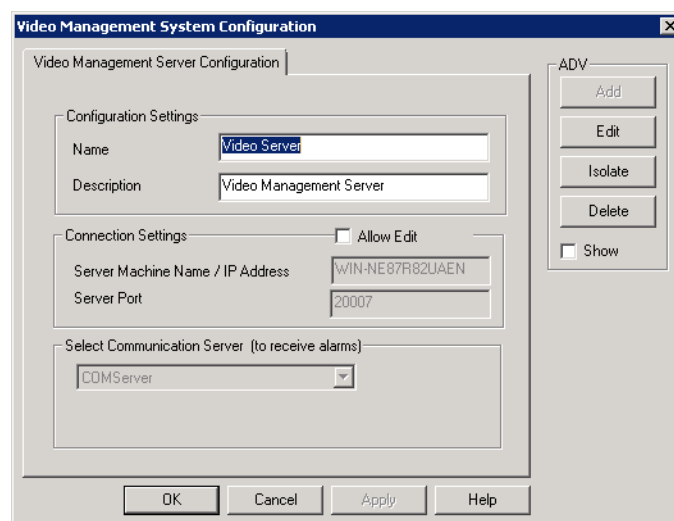 Video Management System Configuration
Video Management Server Configuration
Configuration Settings
Name
Video Server
Description
Video Management Server
Connection Settings
Allow Edit
Server Machine Name / IP Address
WIN-NE87R82UAEN
Server Port
20007
Select Communication Server (to receive alarms)
COMServer
ADV
Add
Edit
Isolate
Delete
Show
OK
Cancel
Apply
Help